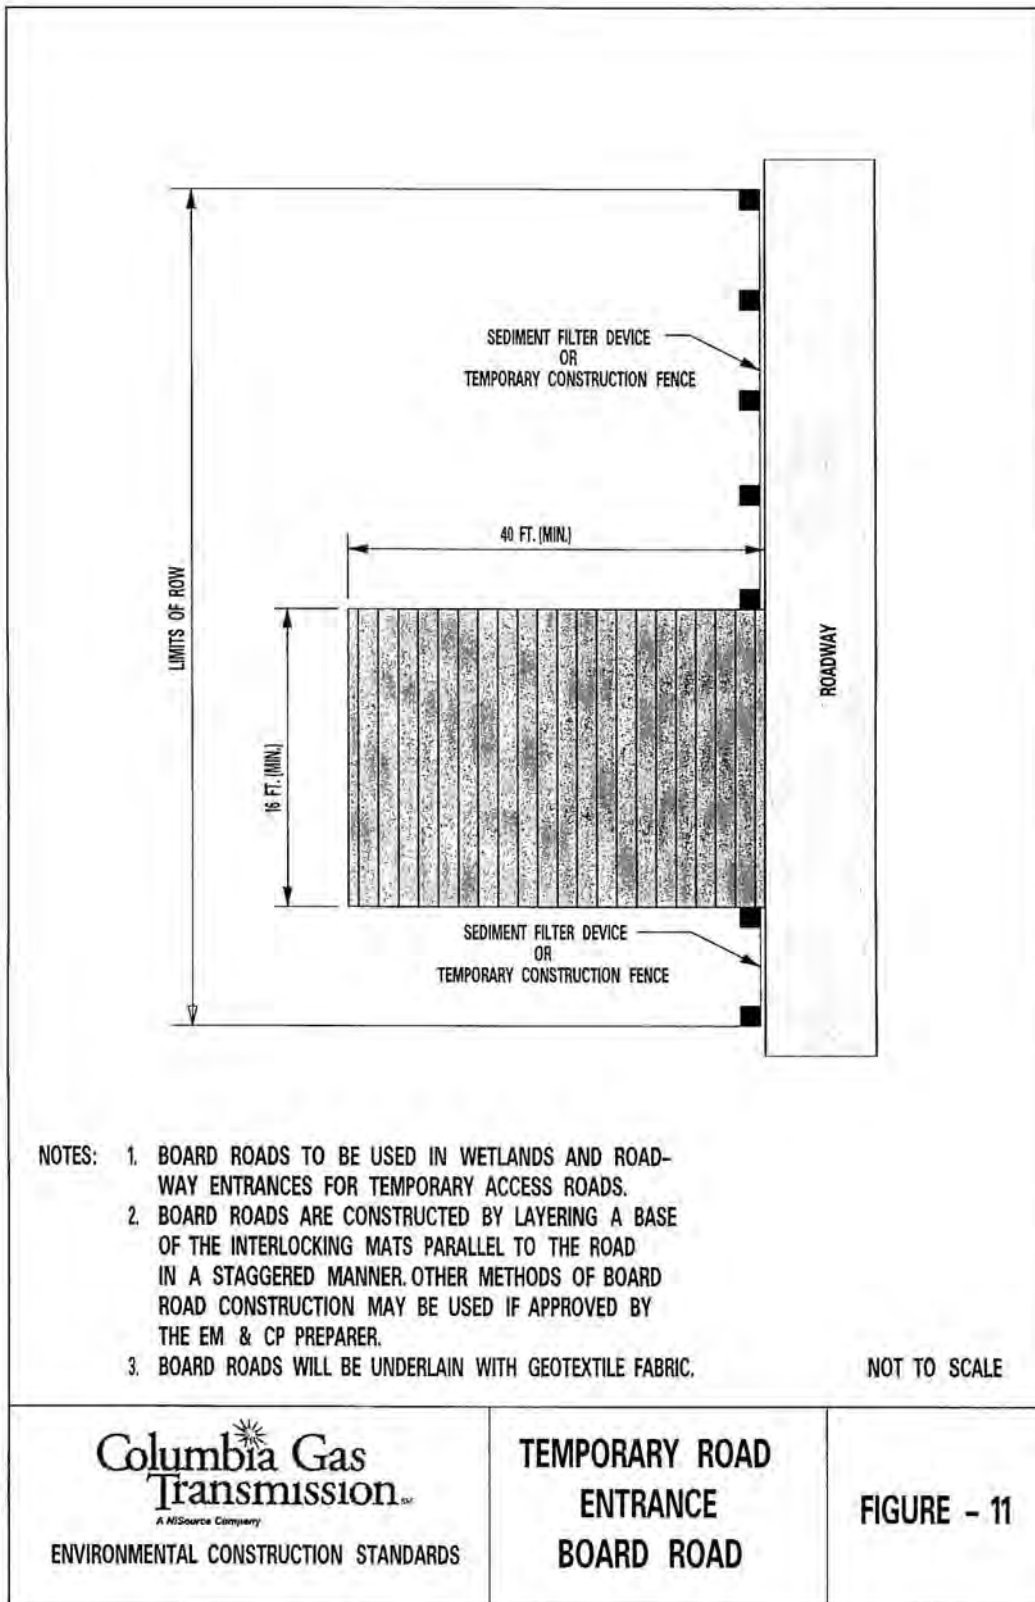 SEDIMENT FILTER DEVICE
OR
TEMPORARY CONSTRUCTION FENCE
40 FT. (MIN.)
LIMITS OF ROW
16 FT. (MIN.)
ROADWAY
SEDIMENT FILTER DEVICE
OR
TEMPORARY CONSTRUCTION FENCE
NOTES: 1. BOARD ROADS TO BE USED IN WETLANDS AND ROAD-
WAY ENTRANCES FOR TEMPORARY ACCESS ROADS.
2. BOARD ROADS ARE CONSTRUCTED BY LAYERING A BASE
OF THE INTERLOCKING MATS PARALLEL TO THE ROAD
IN A STAGGERED MANNER. OTHER METHODS OF BOARD
ROAD CONSTRUCTION MAY BE USED IF APPROVED BY
THE EM & CP PREPARER.
3. BOARD ROADS WILL BE UNDERLAIN WITH GEOTEXTILE FABRIC.
NOT TO SCALE
Columbia Gas
Transmission
A NiSource Company
ENVIRONMENTAL CONSTRUCTION STANDARDS
TEMPORARY ROAD
ENTRANCE
BOARD ROAD
FIGURE - 11